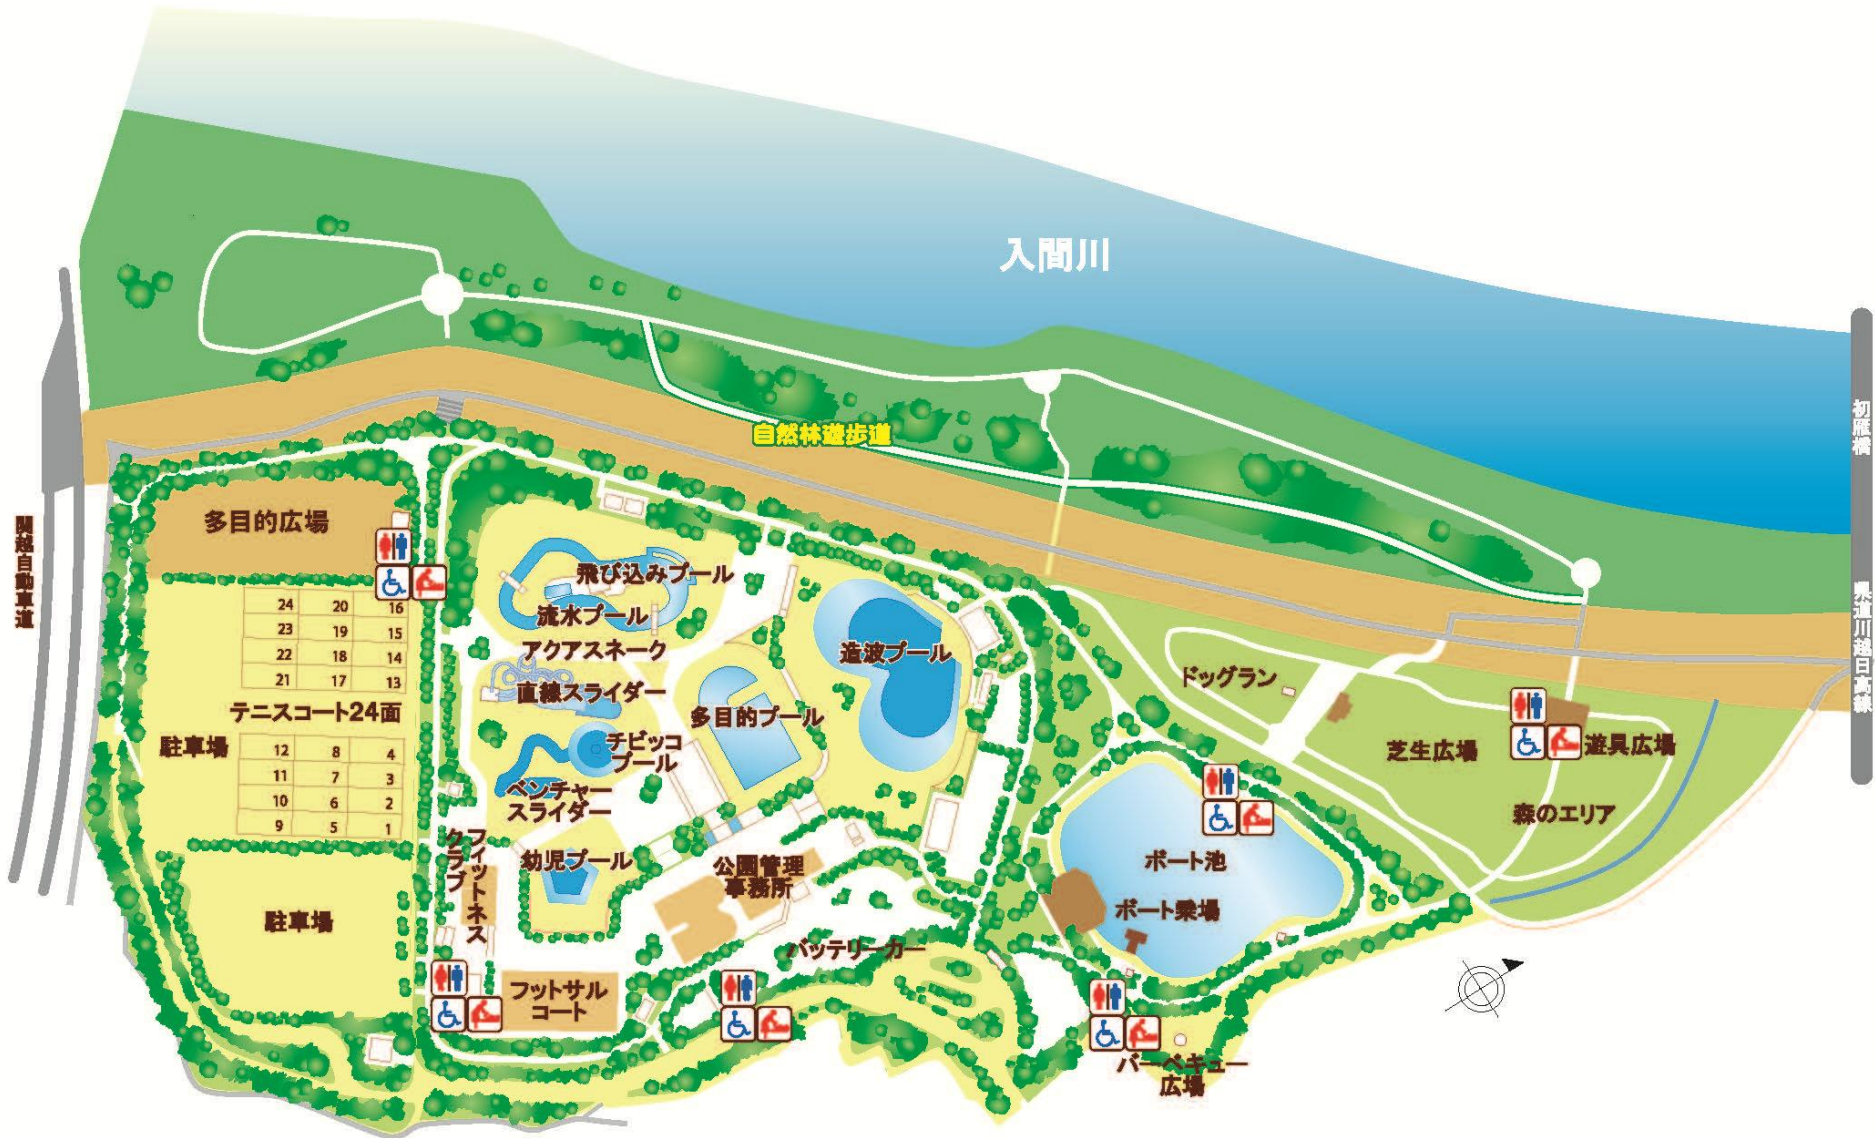 入間川
初雁橋
自然林遊歩道
関越自動車道
県道川越日高線
多目的広場
飛び込みプール
流水プール
アクアスネーク
直線スライダー
造波プール
多目的プール
チビッコ
プール
ベンチャー
スライダー
幼児プール
24 20 16
23 19 15
22 18 14
21 17 13
テニスコート24面
駐車場
12 8 4
11 7 3
10 6 2
9 5 1
駐車場
フィットネス
クラブ
フットサル
コート
公園管理
事務所
バッテリーカー
ドッグラン
芝生広場
遊具広場
森のエリア
ボート池
ボート乗場
バーベキュー
広場